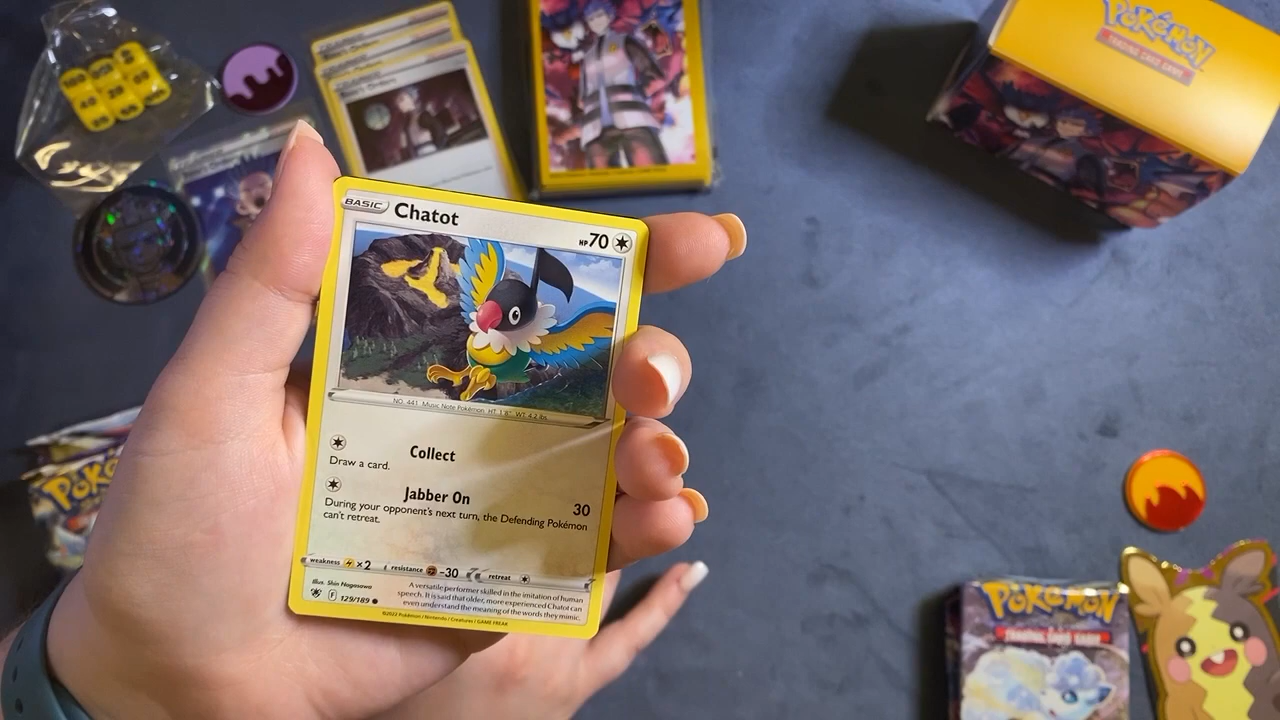 Pokémon
TRADING CARD GAME
BASIC Chatot
HP 70
NO. 441 Music Note Pokémon HT: 1'8" WT: 4.2 lbs.
Collect
Draw a card.
Jabber On 30
During your opponent's next turn, the Defending Pokémon
can't retreat.
weakness ×2 resistance -30 retreat
Illus. Shin Nagasawa
F 129/189
A versatile performer skilled in the imitation of human
speech. It is said that older, more experienced Chatot can
even understand the meaning of the words they mimic.
©2022 Pokémon / Nintendo / Creatures / GAME FREAK
POKÉMON
TRADING CARD GAME